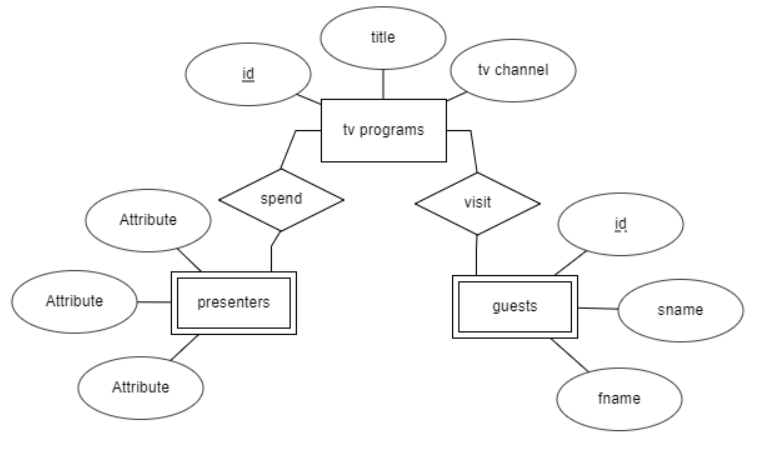 title
id
tv channel
tv programs
spend
visit
Attribute
id
Attribute
presenters
guests
sname
Attribute
fname